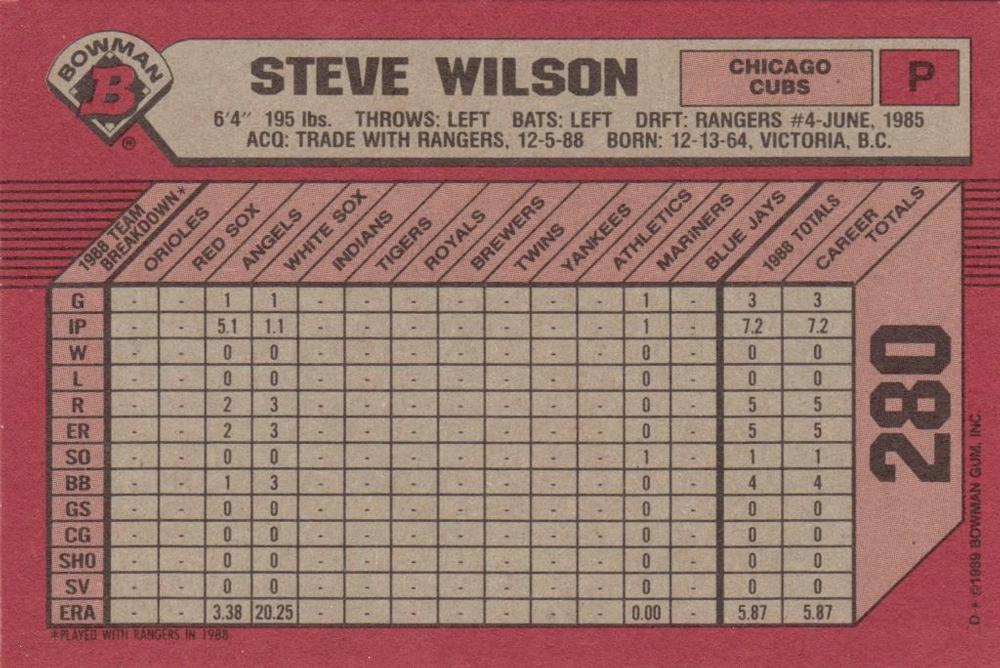 BOWMAN
B
®
STEVE WILSON
CHICAGO
CUBS
P
6'4" 195 lbs. THROWS: LEFT BATS: LEFT DRFT: RANGERS #4-JUNE, 1985
ACQ: TRADE WITH RANGERS, 12-5-88 BORN: 12-13-64, VICTORIA, B.C.
1988 TEAM
BREAKDOWN*
ORIOLES
RED SOX
ANGELS
WHITE SOX
INDIANS
TIGERS
ROYALS
BREWERS
TWINS
YANKEES
ATHLETICS
MARINERS
BLUE JAYS
1988 TOTALS
CAREER
TOTALS
G - - 1 1 - - - - - - - 1 - 3 3
IP - - 5.1 1.1 - - - - - - - 1 - 7.2 7.2
W - - 0 0 - - - - - - - 0 - 0 0
L - - 0 0 - - - - - - - 0 - 0 0
R - - 2 3 - - - - - - - 0 - 5 5
ER - - 2 3 - - - - - - - 0 - 5 5
SO - - 0 0 - - - - - - - 1 - 1 1
BB - - 1 3 - - - - - - - 0 - 4 4
GS - - 0 0 - - - - - - - 0 - 0 0
CG - - 0 0 - - - - - - - 0 - 0 0
SHO - - 0 0 - - - - - - - 0 - 0 0
SV - - 0 0 - - - - - - - 0 - 0 0
ERA - - 3.38 20.25 - - - - - - - 0.00 - 5.87 5.87
280
*PLAYED WITH RANGERS IN 1988
D-* ©1989 BOWMAN GUM, INC.